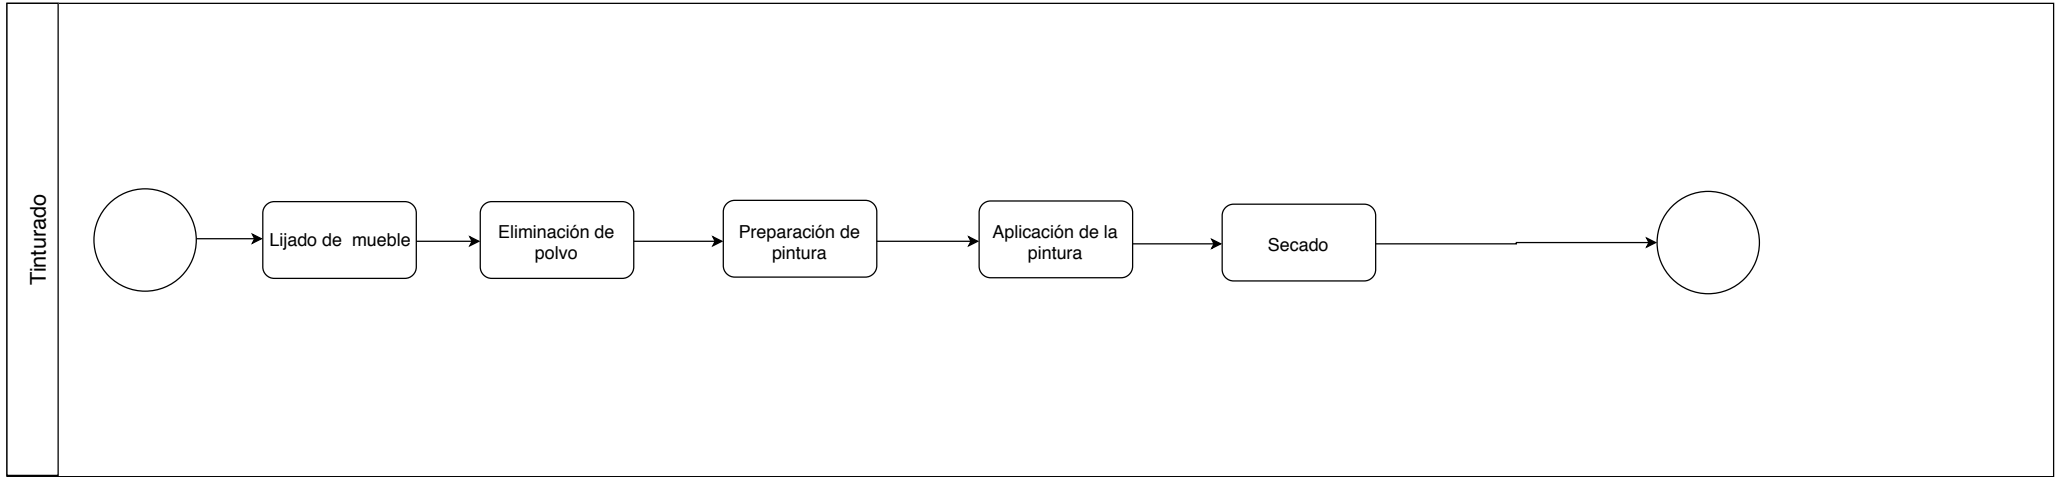 Tinturado
Lijado de  mueble
Eliminación de
polvo
Preparación de
pintura
Aplicación de la
pintura
Secado